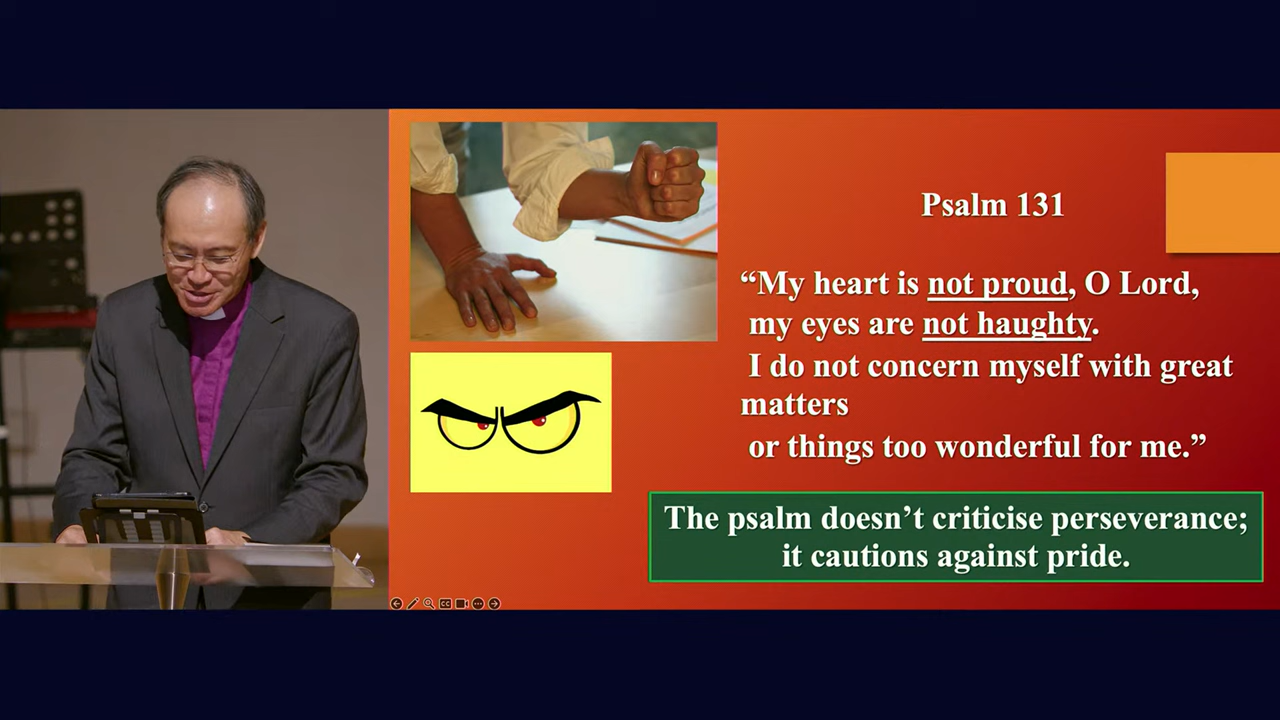 Psalm 131
“My heart is not proud, O Lord,
my eyes are not haughty.
I do not concern myself with great
matters
or things too wonderful for me.”
The psalm doesn’t criticise perseverance;
it cautions against pride.
CC